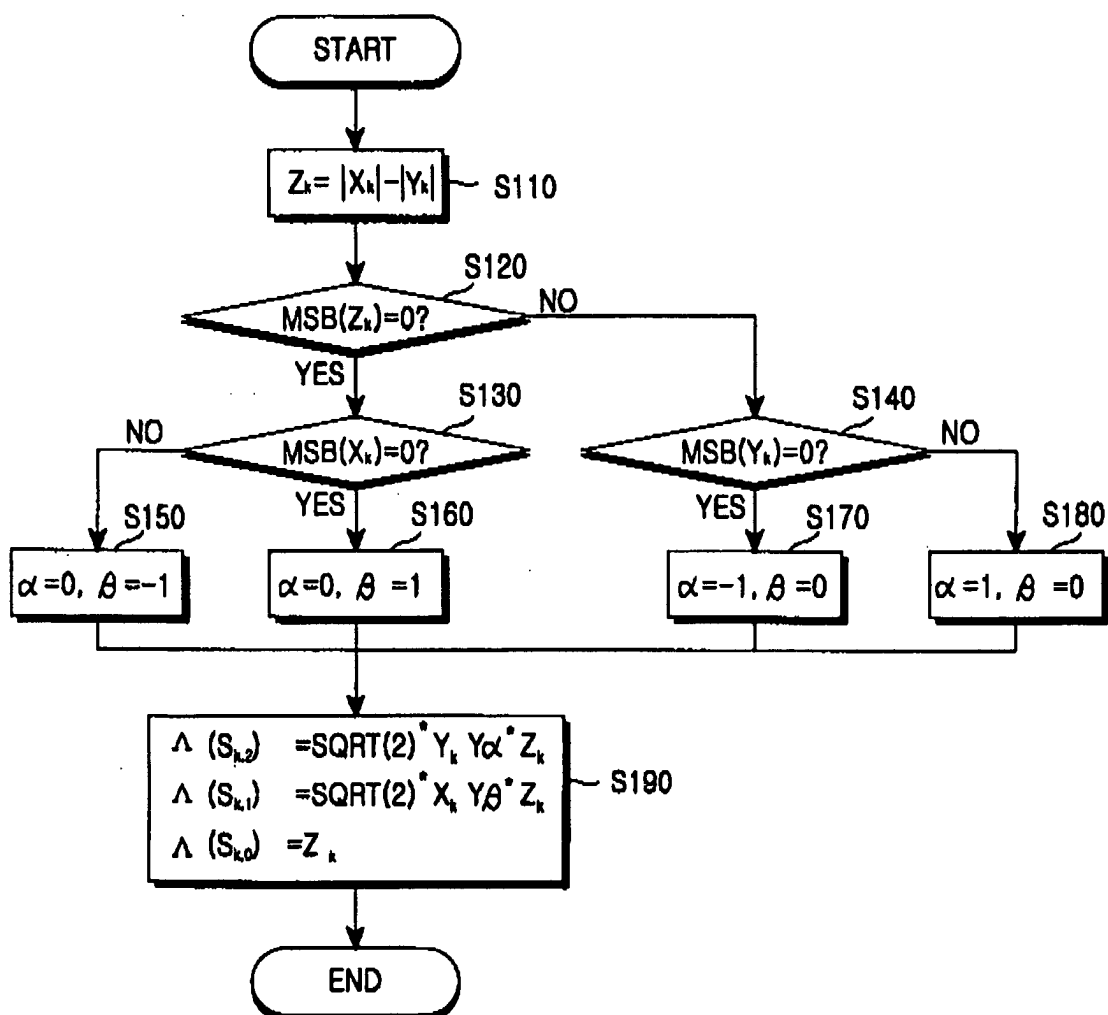 START
Zₖ= |Xₖ|-|Yₖ|
S110
S120
MSB(Zₖ)=0?
NO
YES
S130
S140
NO
MSB(Xₖ)=0?
MSB(Yₖ)=0?
NO
YES
YES
S150
S160
S170
S180
α=0, β=-1
α=0, β =1
α=-1, β =0
α=1, β =0
Λ (Sₖ,₂) =SQRT(2)* Yₖ Yα* Zₖ
Λ (Sₖ,₁) =SQRT(2)* Xₖ Yβ* Zₖ
Λ (Sₖ,₀) =Zₖ
S190
END